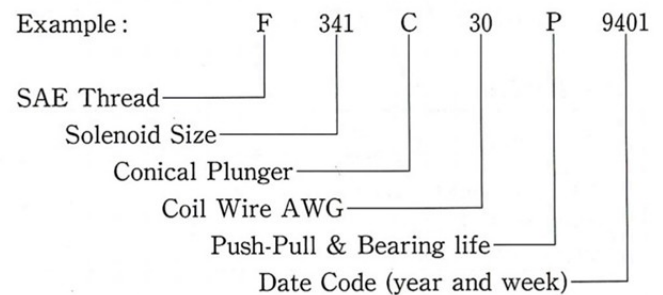 Example: F 341 C 30 P 9401
SAE Thread
Solenoid Size
Conical Plunger
Coil Wire AWG
Push-Pull & Bearing life
Date Code (year and week)